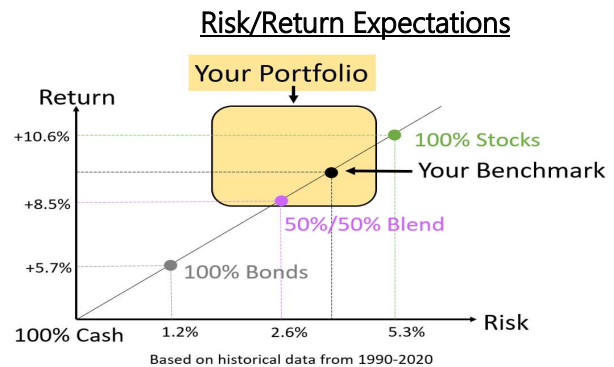 Risk/Return Expectations
Your Portfolio
Return
+10.6%
100% Stocks
Your Benchmark
+8.5%
50%/50% Blend
+5.7%
100% Bonds
Risk
100% Cash
1.2%
2.6%
5.3%
Based on historical data from 1990-2020